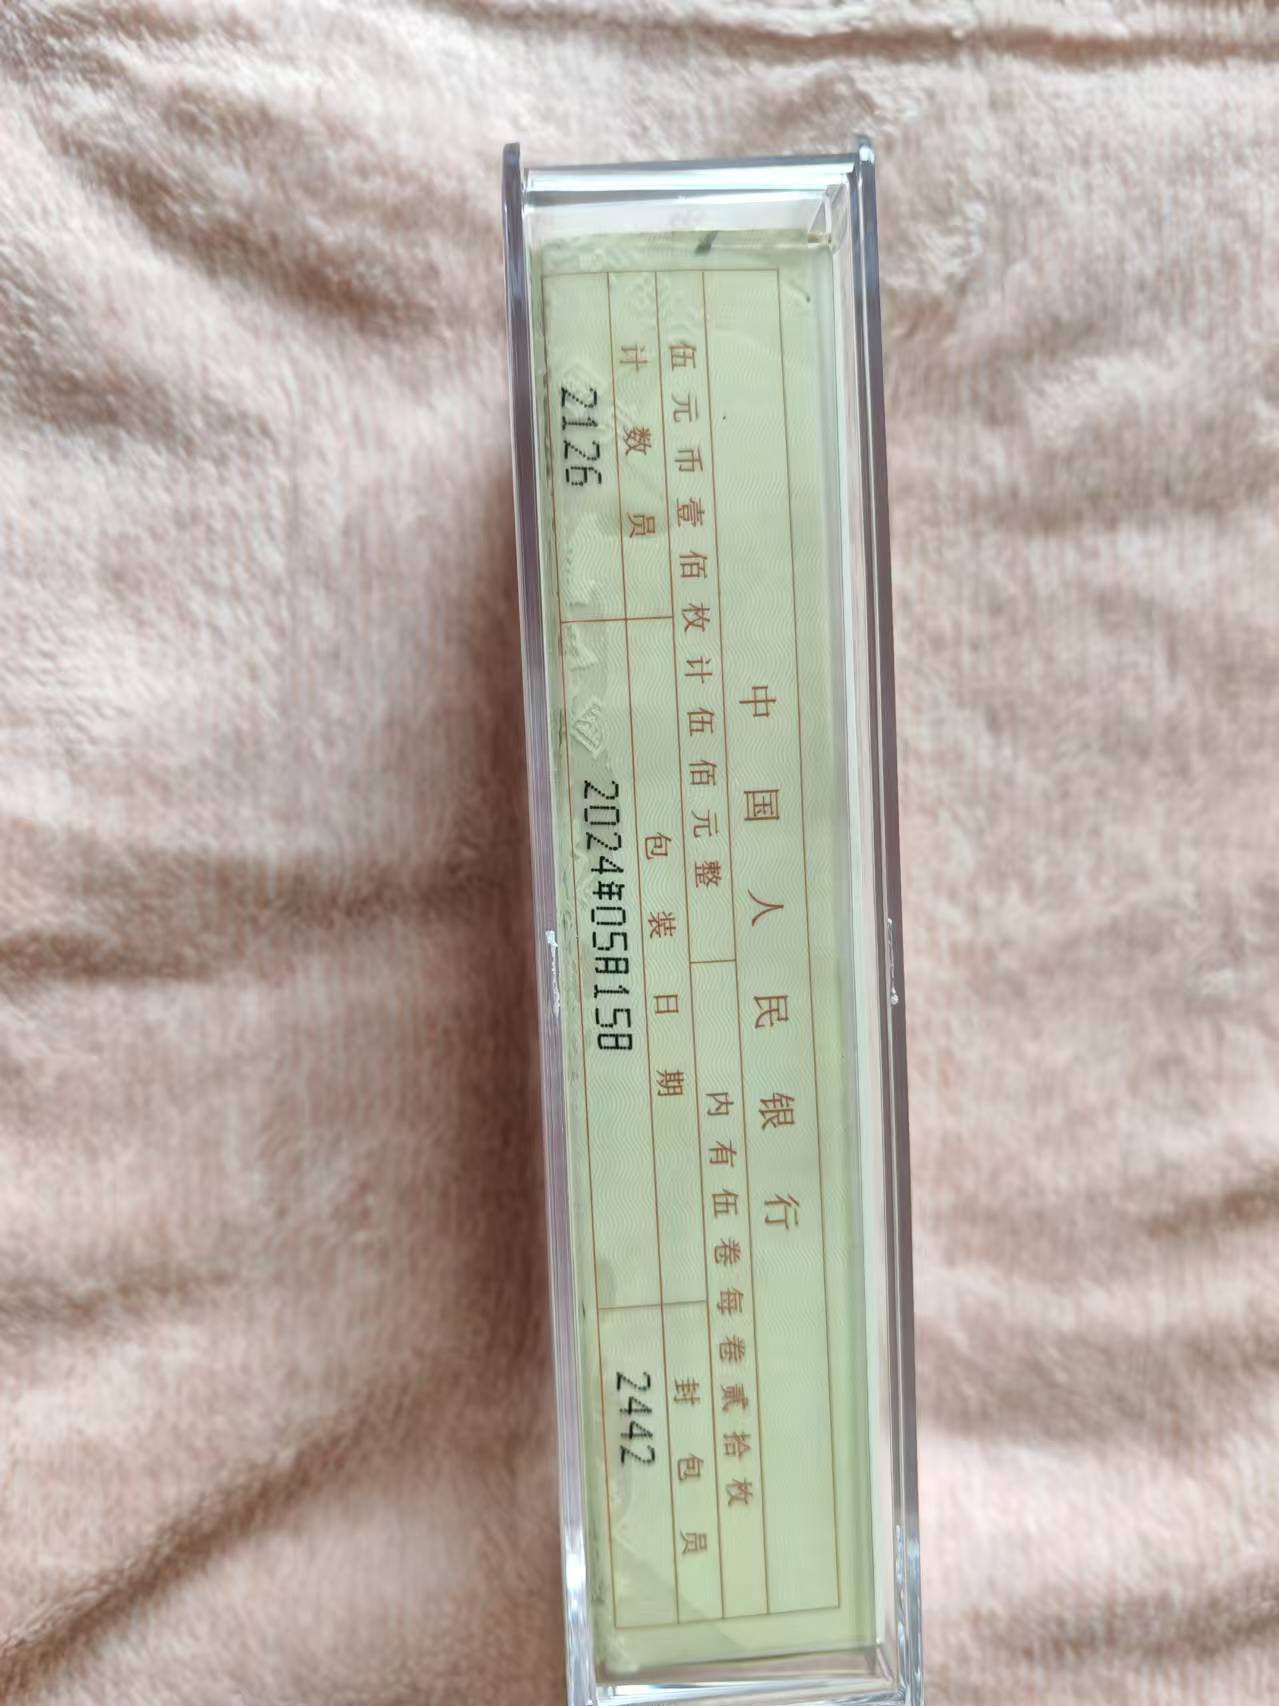 中国人民银行
伍元币壹佰枚计伍佰元整
内有伍卷每卷贰拾枚
计数员
包装日期
封包员
2126
2024年05月15日
2442